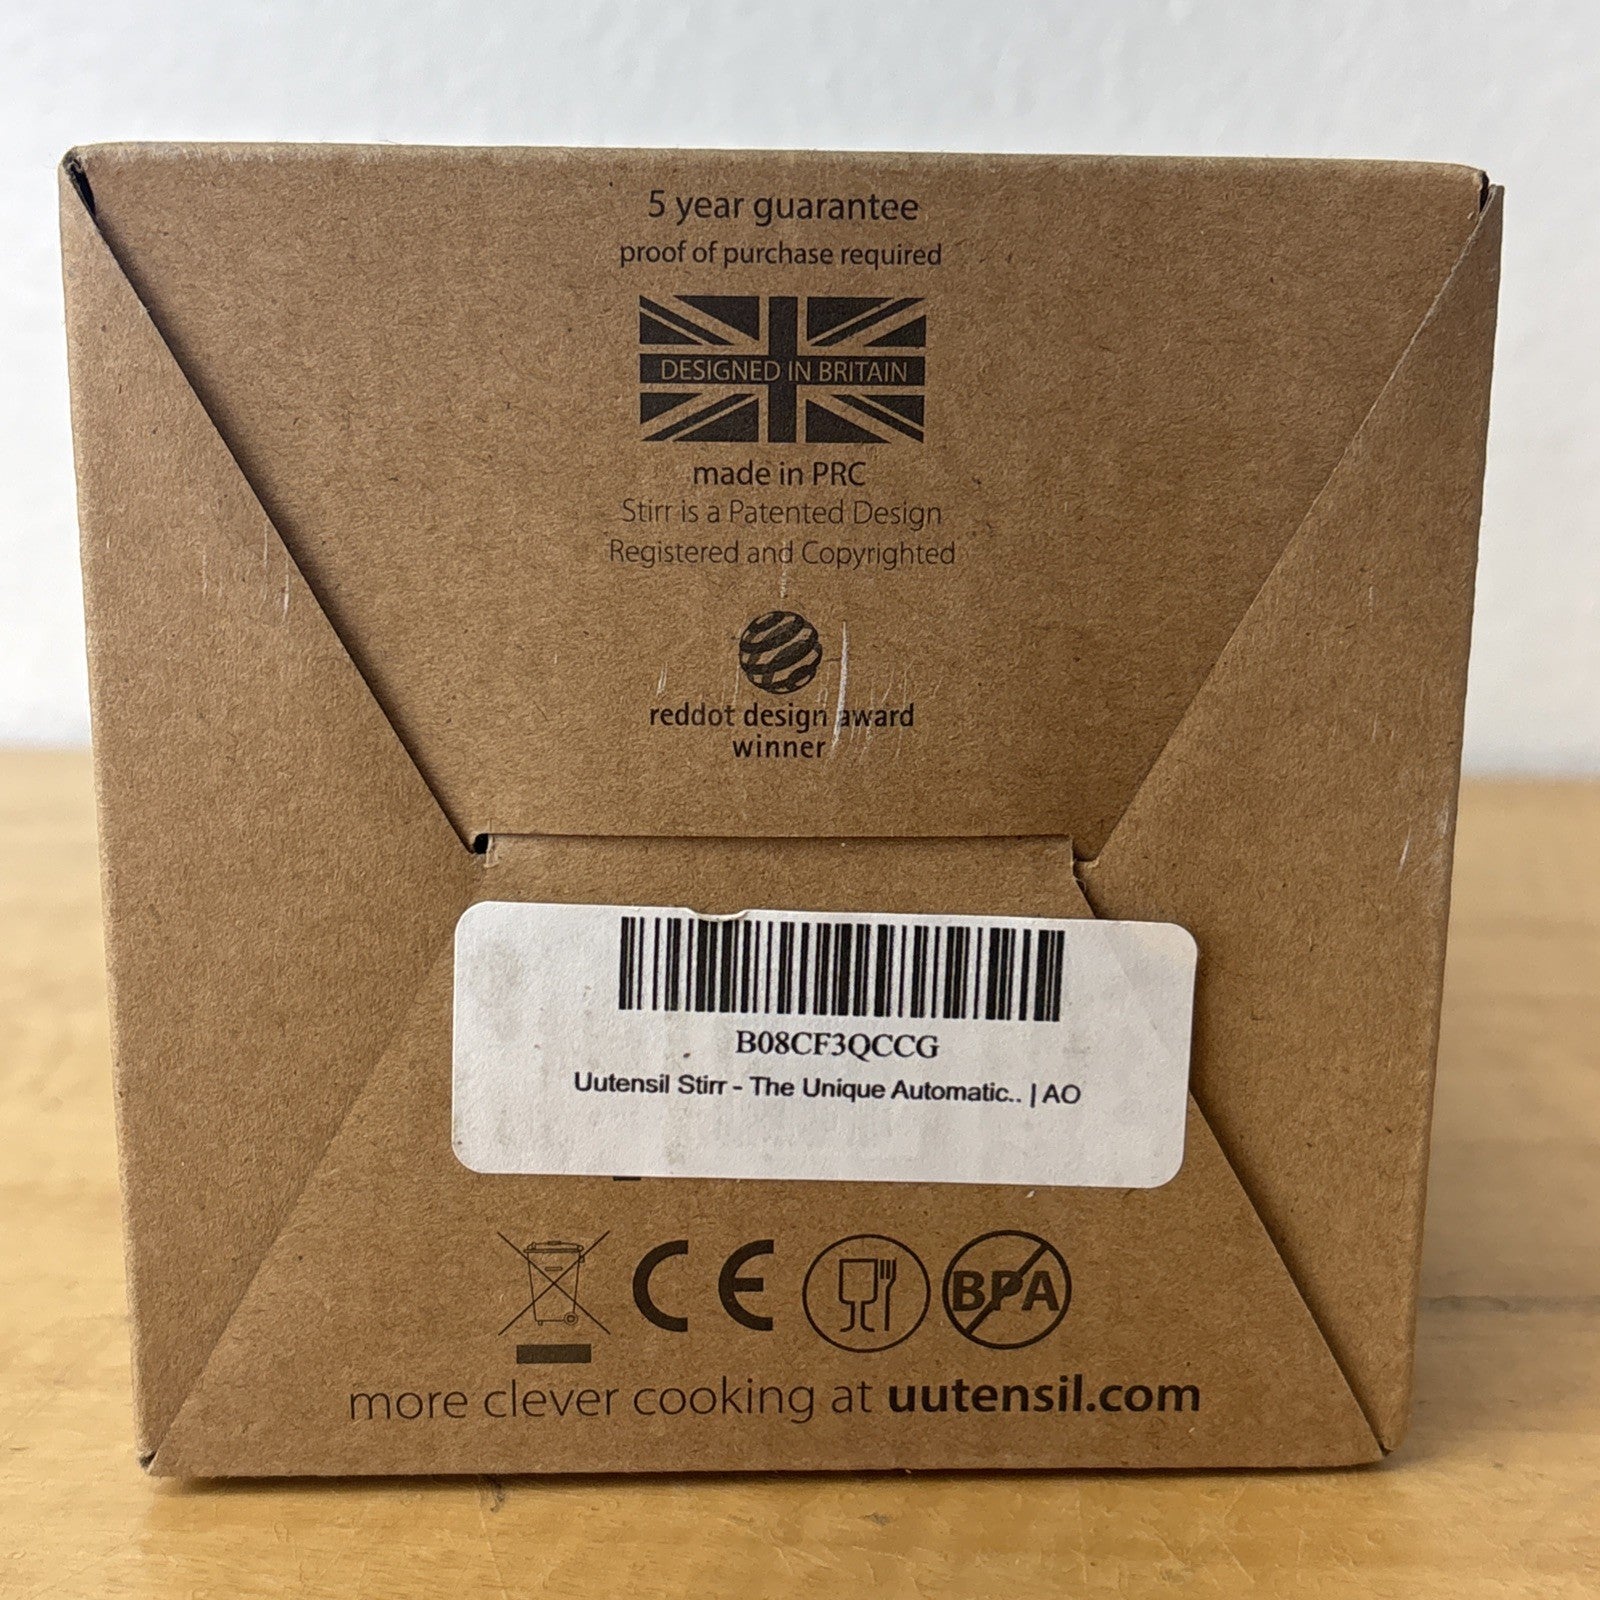 5 year guarantee
proof of purchase required
DESIGNED IN BRITAIN
made in PRC
Stirr is a Patented Design
Registered and Copyrighted
reddot design award
winner
B08CF3QCCG
Uutensil Stirr - The Unique Automatic.. | AO
CE
BPA
more clever cooking at uutensil.com